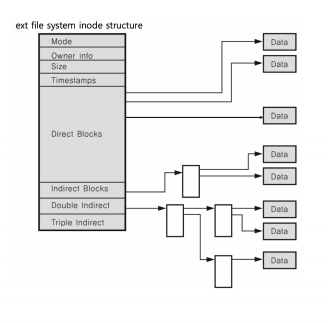 ext file system inode structure
Mode
Owner info
Size
Timestamps
Direct Blocks
Indirect Blocks
Double Indirect
Triple Indirect
Data
Data
Data
Data
Data
Data
Data
Data